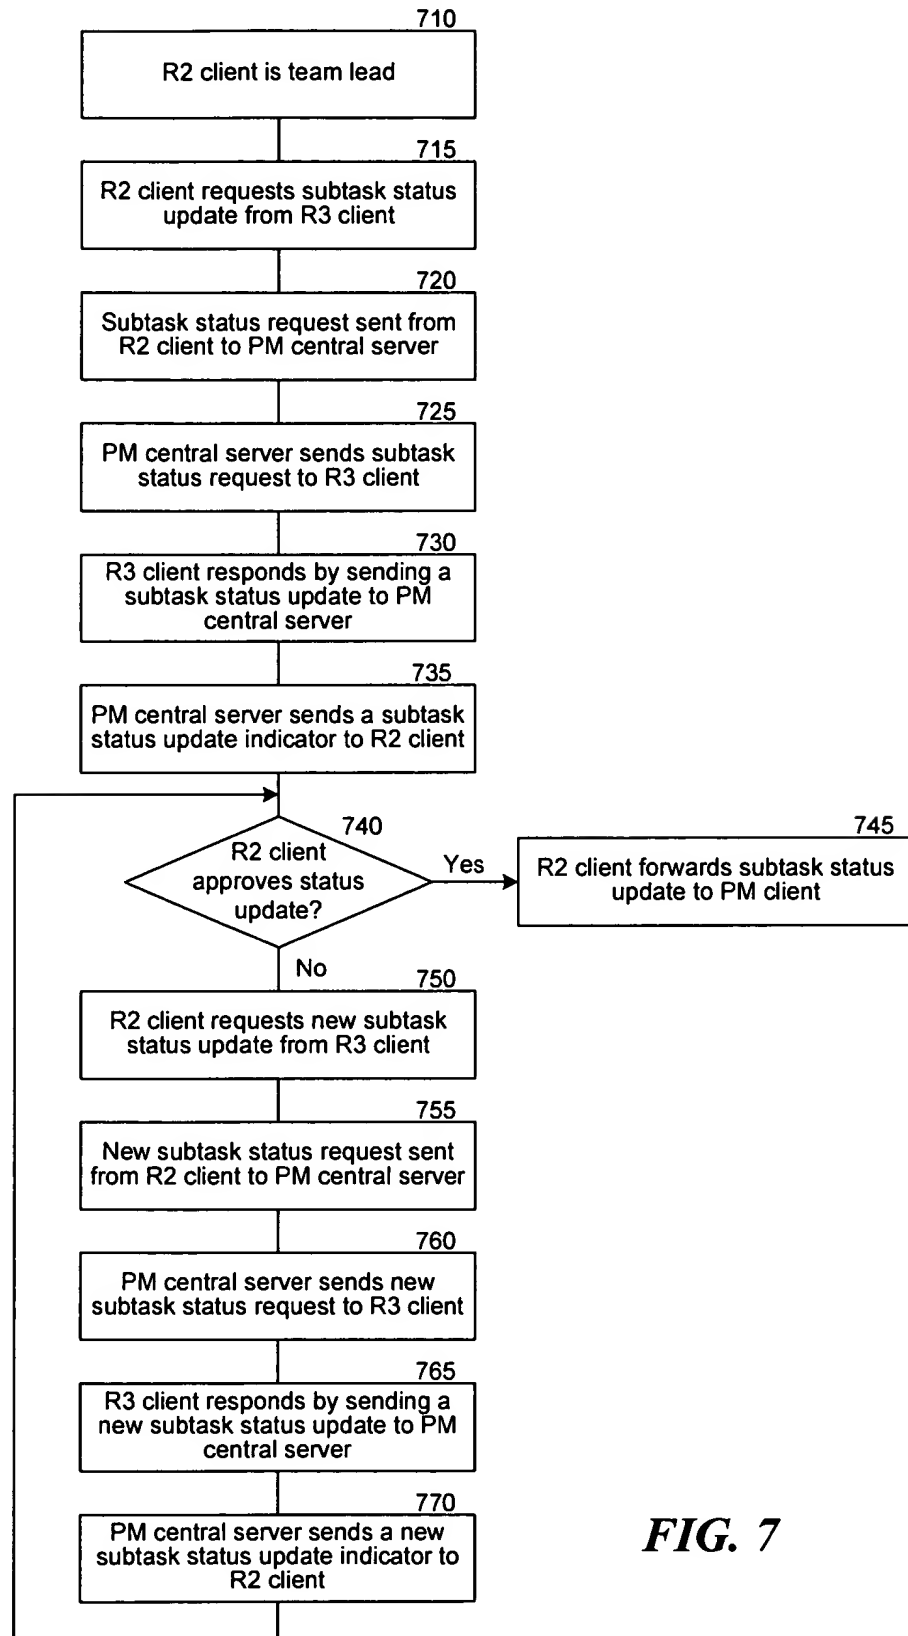 710
R2 client is team lead
715
R2 client requests subtask status
update from R3 client
720
Subtask status request sent from
R2 client to PM central server
725
PM central server sends subtask
status request to R3 client
730
R3 client responds by sending a
subtask status update to PM
central server
735
PM central server sends a subtask
status update indicator to R2 client
740
R2 client
approves status
update?
Yes
745
R2 client forwards subtask status
update to PM client
No
750
R2 client requests new subtask
status update from R3 client
755
New subtask status request sent
from R2 client to PM central server
760
PM central server sends new
subtask status request to R3 client
765
R3 client responds by sending a
new subtask status update to PM
central server
770
PM central server sends a new
subtask status update indicator to
R2 client
FIG. 7